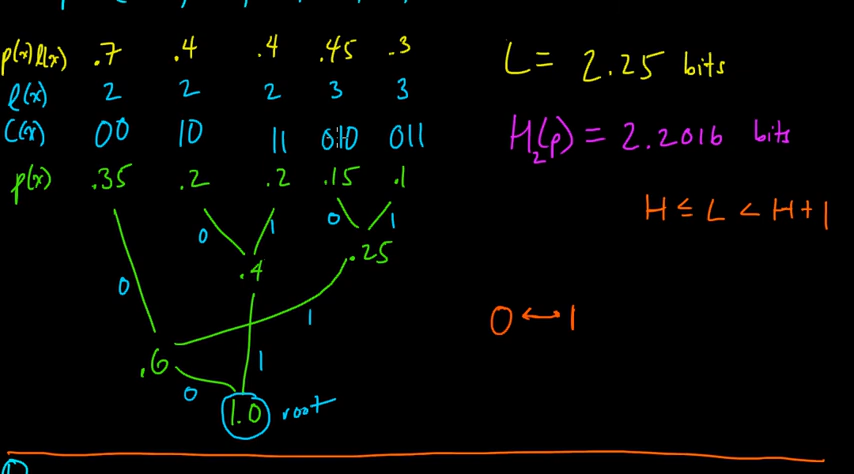 p(x)l(x) .7 .4 .4 .45 .3
l(x) 2 2 2 3 3
C(x) 00 10 11 010 011
p(x) .35 .2 .2 .15 .1
0 1 0 1
.4 .25
0 1
.6 1
0
1.0 root
L = 2.25 bits
H₂(p) = 2.2016 bits
H ≤ L < H+1
0 ↔ 1